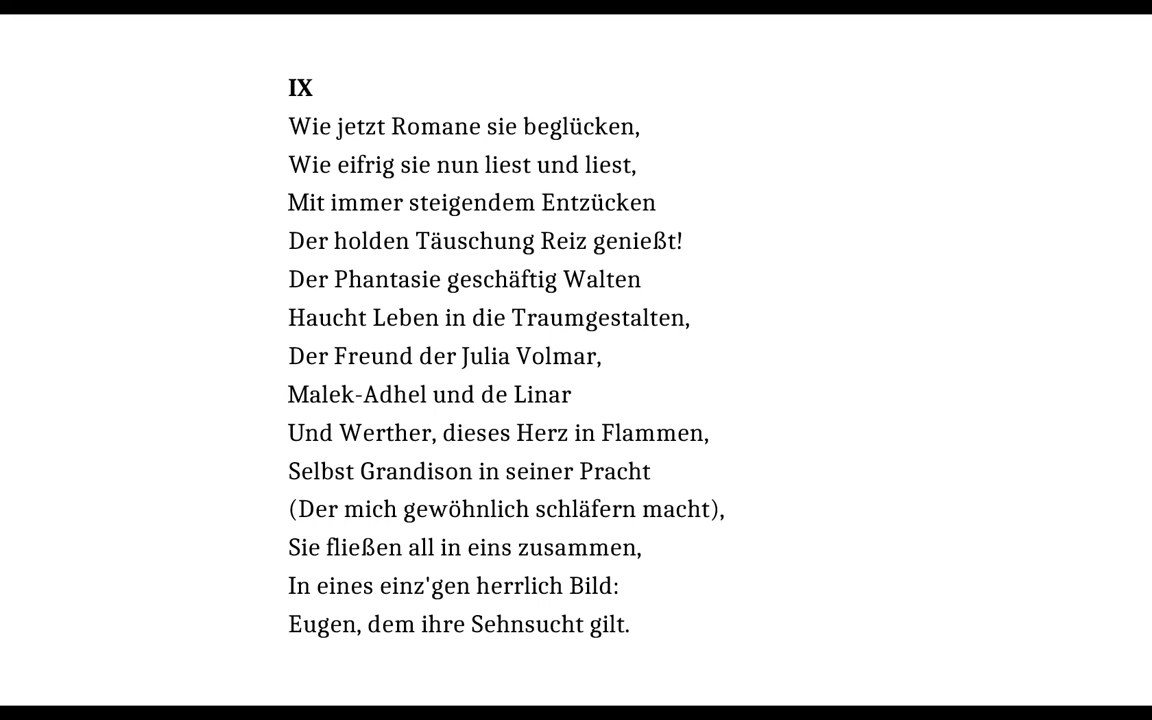 IX
Wie jetzt Romane sie beglücken,
Wie eifrig sie nun liest und liest,
Mit immer steigendem Entzücken
Der holden Täuschung Reiz genießt!
Der Phantasie geschäftig Walten
Haucht Leben in die Traumgestalten,
Der Freund der Julia Volmar,
Malek-Adhel und de Linar
Und Werther, dieses Herz in Flammen,
Selbst Grandison in seiner Pracht
(Der mich gewöhnlich schläfern macht),
Sie fließen all in eins zusammen,
In eines einz'gen herrlich Bild:
Eugen, dem ihre Sehnsucht gilt.